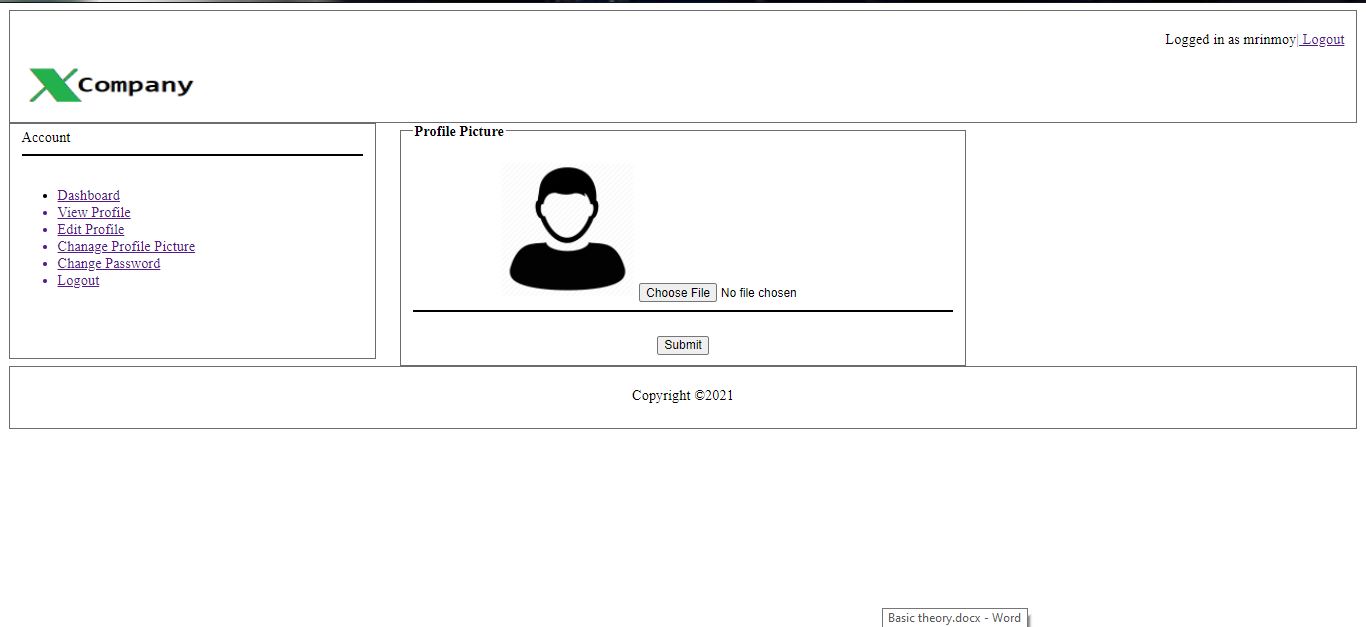 Logged in as mrinmoy| Logout
X Company
Account
Dashboard
View Profile
Edit Profile
Chanage Profile Picture
Change Password
Logout
Profile Picture
Choose File No file chosen
Submit
Copyright ©2021
Basic theory.docx - Word